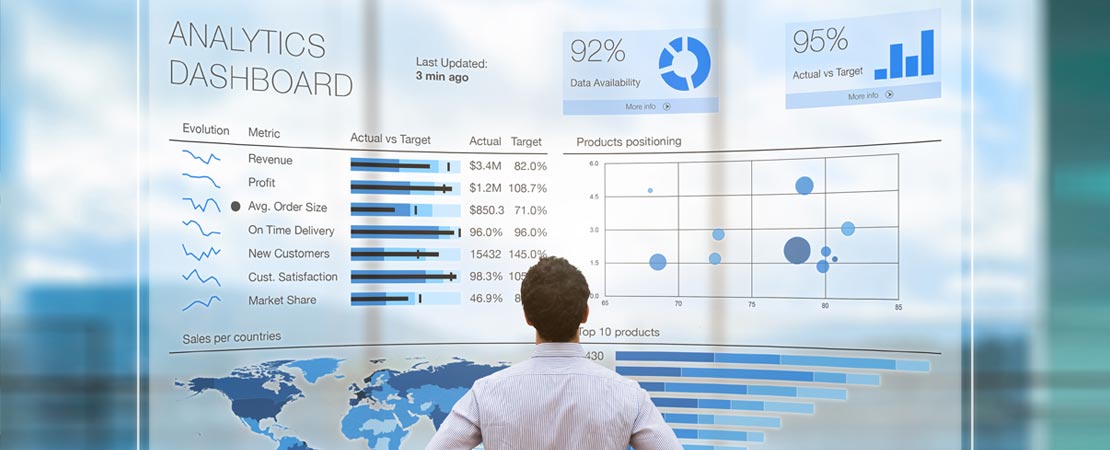 ANALYTICS
DASHBOARD
Last Updated:
3 min ago
92%
Data Availability
More info
95%
Actual vs Target
More info
Evolution Metric Actual vs Target Actual Target
Revenue $3.4M 82.0%
Profit $1.2M 108.7%
Avg. Order Size $850.3 71.0%
On Time Delivery 96.0% 96.0%
New Customers 15432 145.0%
Cust. Satisfaction 98.3%
Market Share 46.9%
Products positioning
6.0
4.5
3.0
1.5
0.0
65 70 75 80 85
Sales per countries
Top 10 products